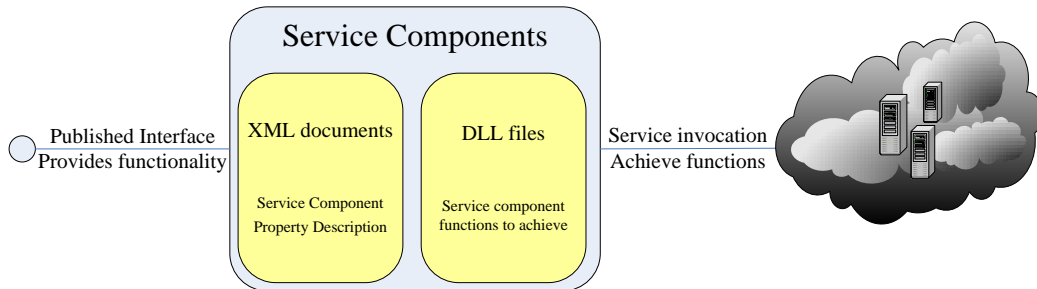 Service Components
Published Interface
Provides functionality
XML documents
Service Component
Property Description
DLL files
Service component
functions to achieve
Service invocation
Achieve functions